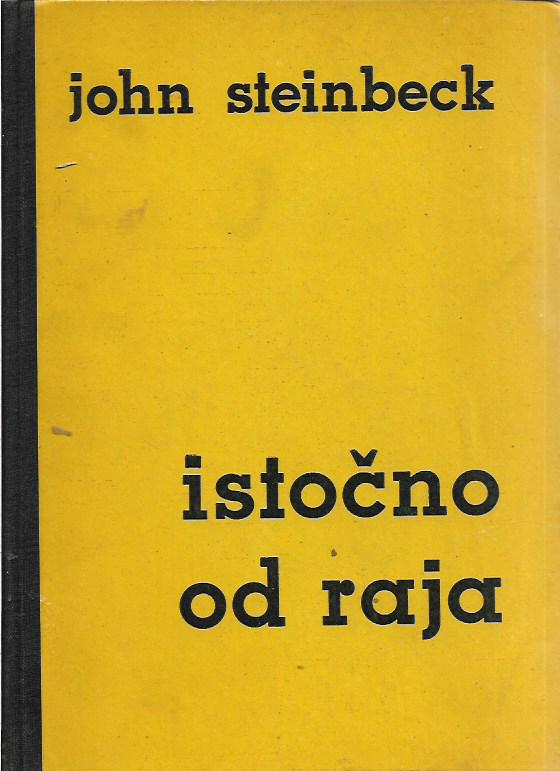 john steinbeck
istočno
od raja